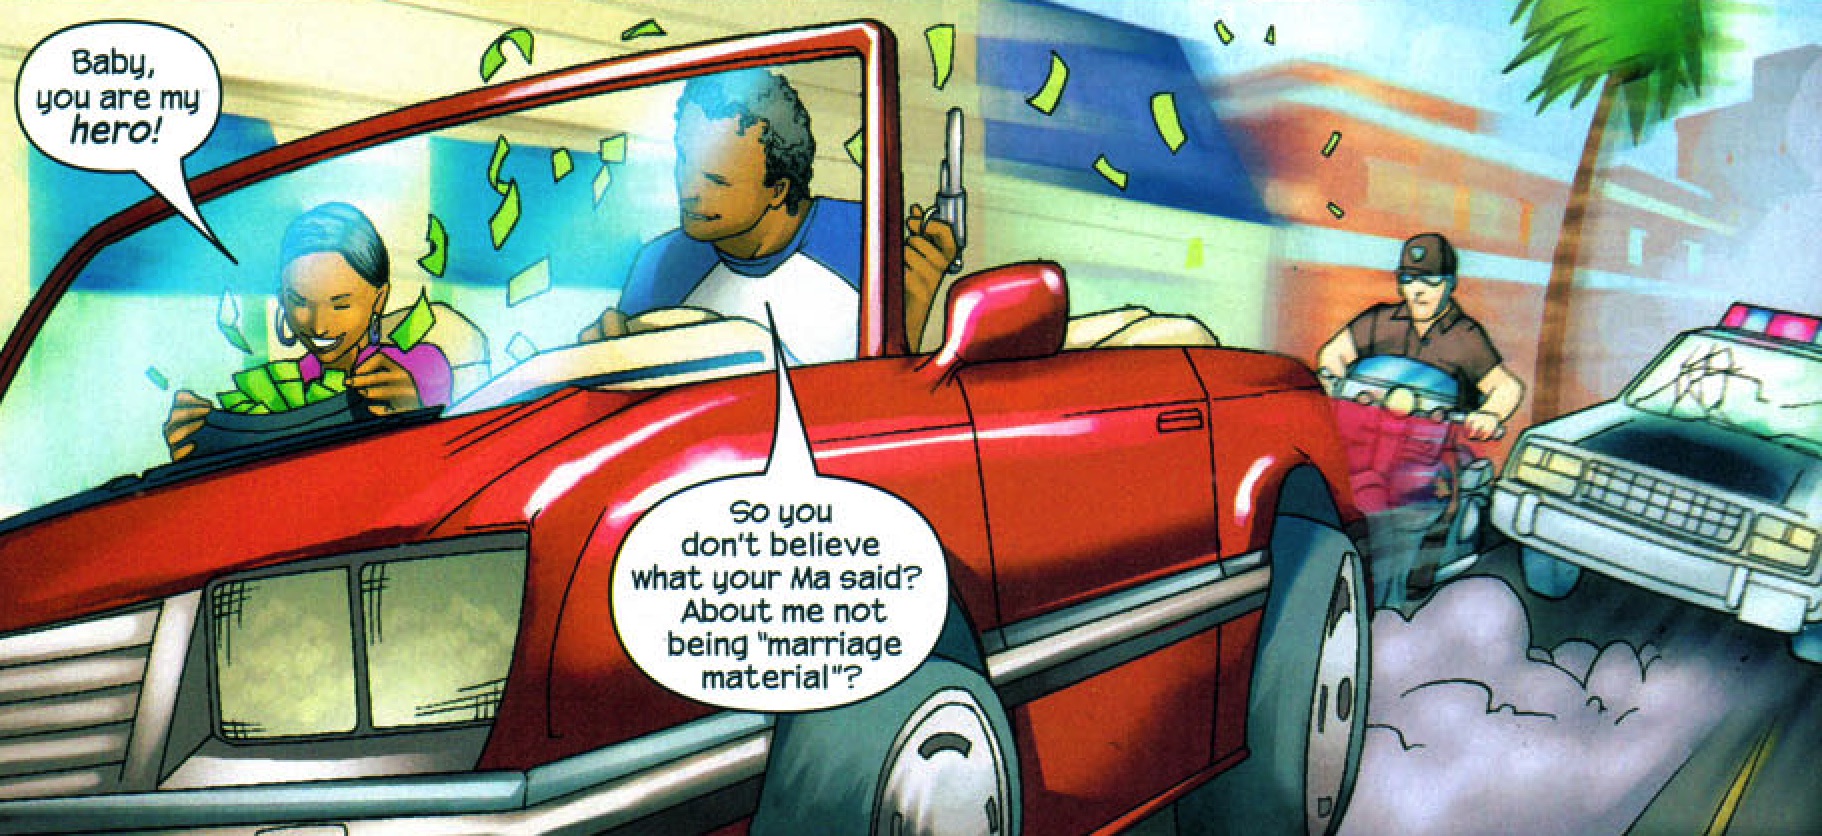 Baby,
you are my
hero!
So you
don't believe
what your Ma said?
About me not
being "marriage
material"?